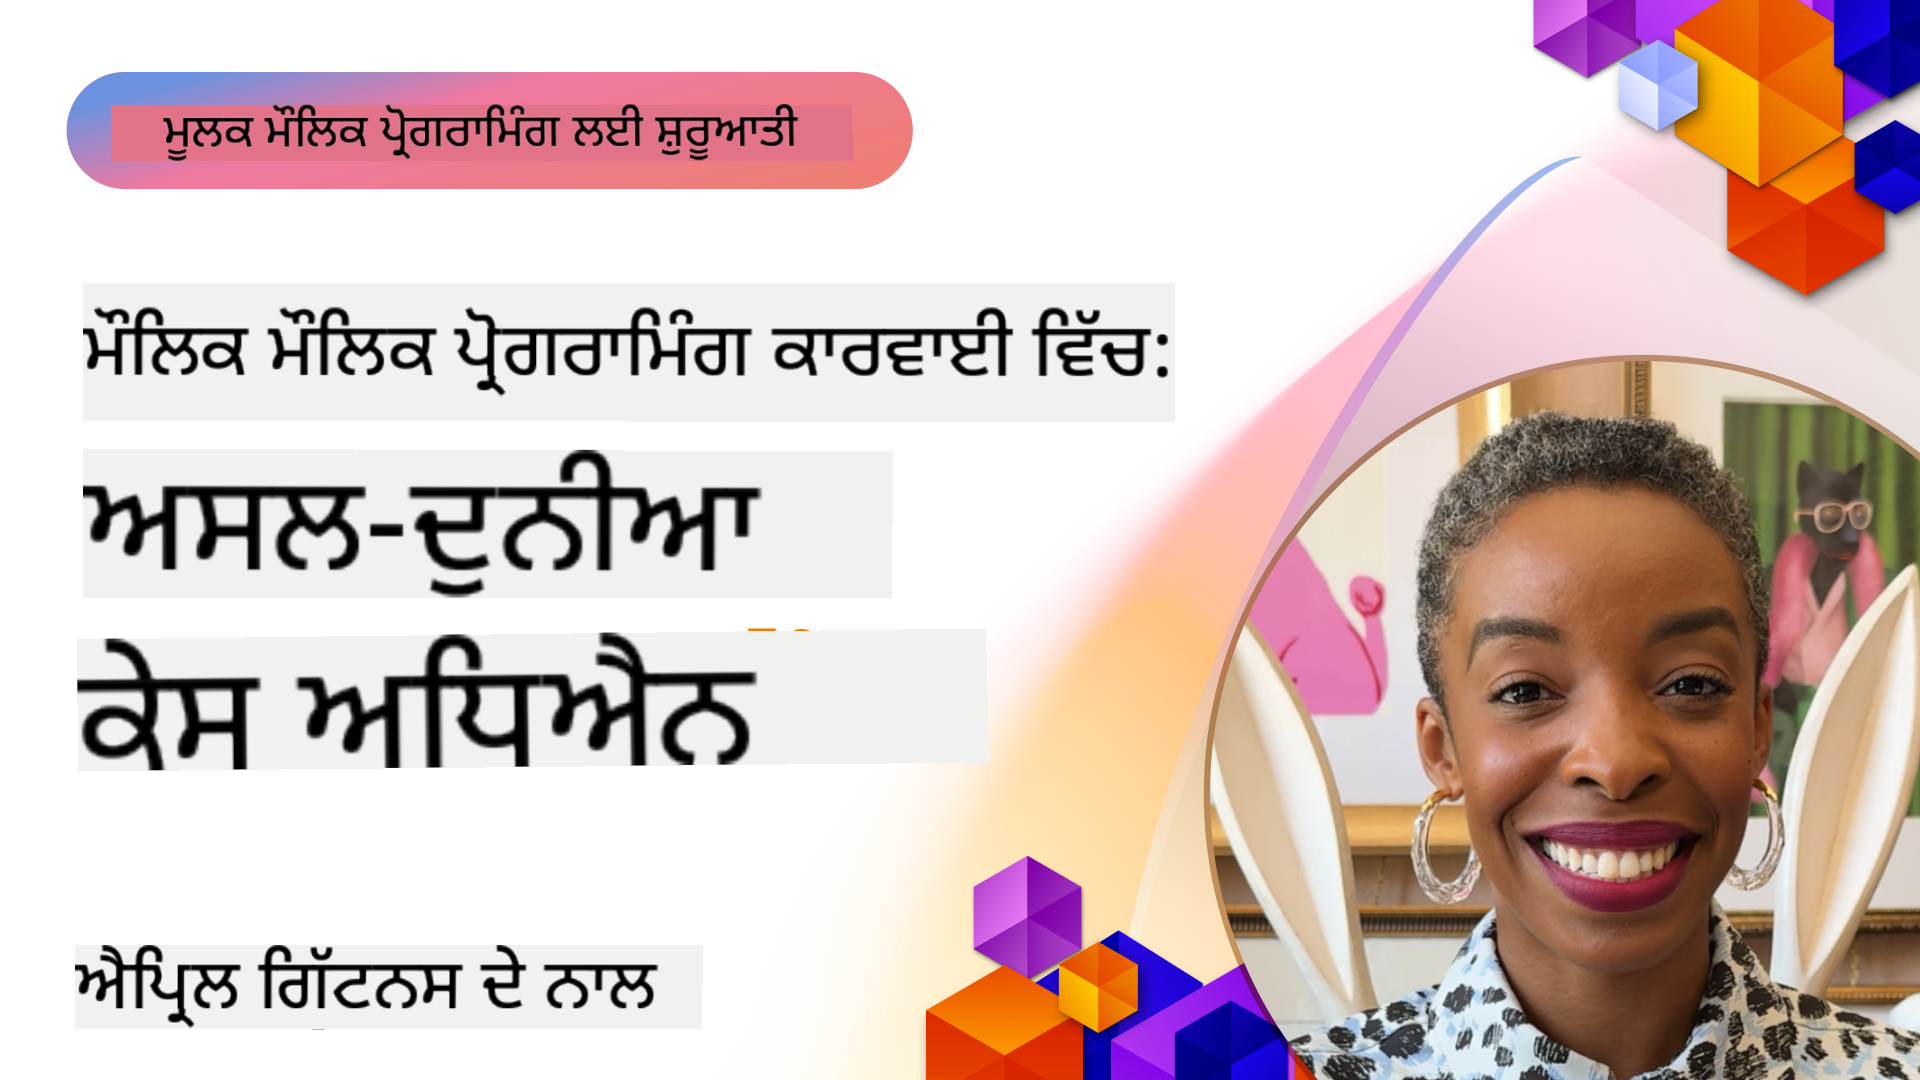 ਮੂਲਕ ਮੌਲਿਕ ਪ੍ਰੋਗਰਾਮਿੰਗ ਲਈ ਸ਼ੁਰੂਆਤੀ
ਮੌਲਿਕ ਮੌਲਿਕ ਪ੍ਰੋਗਰਾਮਿੰਗ ਕਾਰਵਾਈ ਵਿੱਚ:
ਅਸਲ-ਦੁਨੀਆ
ਕੇਸ ਅਧਿਐਨ
ਐਪ੍ਰਿਲ ਗਿੱਟਨਸ ਦੇ ਨਾਲ